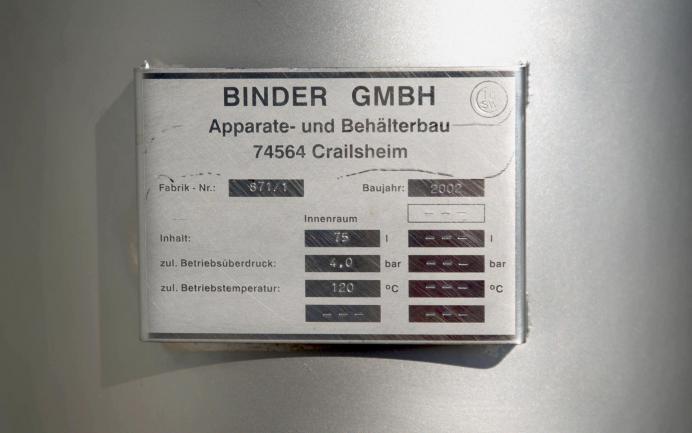 BINDER GMBH
Apparate- und Behälterbau
74564 Crailsheim
Fabrik - Nr.: 871/1 Baujahr: 2002
- - -
Innenraum
Inhalt: 75 l - - - l
zul. Betriebsüberdruck: 4,0 bar - - - bar
zul. Betriebstemperatur: 120 °C - - - °C
- - - - - -